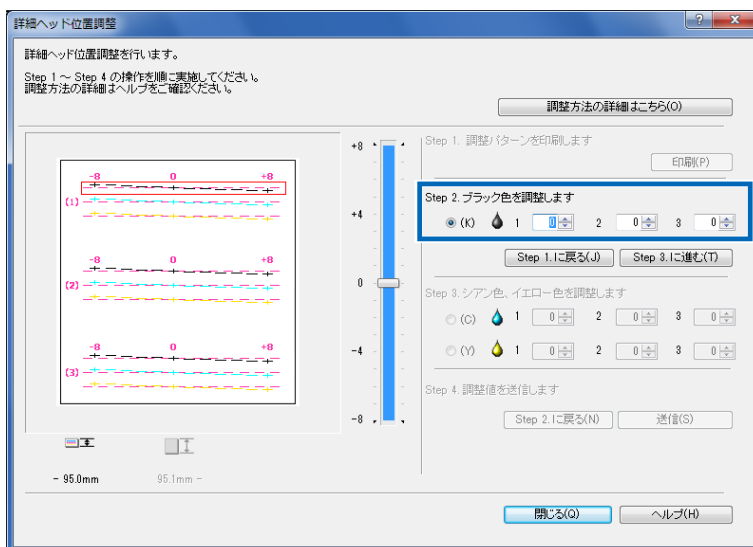 詳細ヘッド位置調整
詳細ヘッド位置調整を行います。
Step 1 ～ Step 4 の操作を順に実施してください。
調整方法の詳細はヘルプをご確認ください。
調整方法の詳細はこちら(O)
Step 1. 調整パターンを印刷します
印刷(P)
Step 2. ブラック色を調整します
(K) 1 0 2 0 3 0
Step 1.に戻る(J) Step 3.に進む(T)
Step 3. シアン色、イエロー色を調整します
(C) 1 0 2 0 3 0
(Y) 1 0 2 0 3 0
Step 4. 調整値を送信します
Step 2.に戻る(N) 送信(S)
+8
+4
0
-4
-8
-8 0 +8
(1)
-8 0 +8
(2)
-8 0 +8
(3)
- 95.0mm 95.1mm -
閉じる(Q) ヘルプ(H)